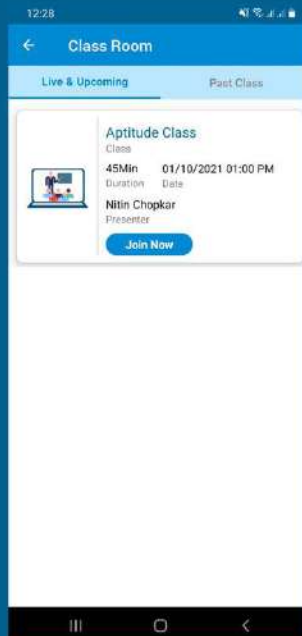 12:28
Class Room
Live & Upcoming
Past Class
Aptitude Class
Class
45Min 01/10/2021 01:00 PM
Duration Date
Nitin Chopkar
Presenter
Join Now